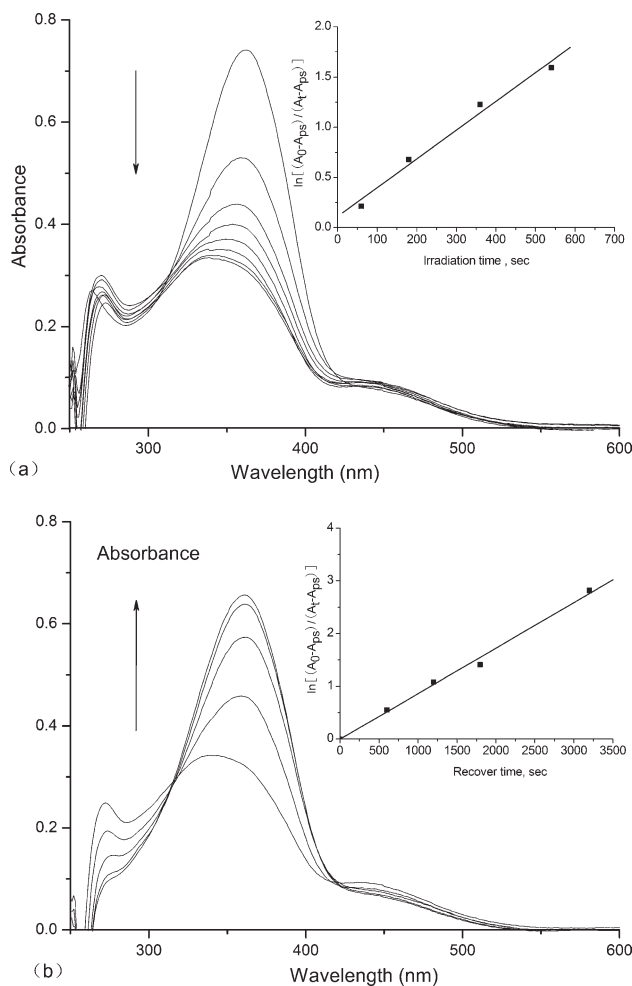 0.8
0.6
0.4
0.2
0.0
Absorbance
300
400
500
600
Wavelength (nm)
(a)
2.0
1.5
1.0
0.5
0.0
ln[(A0-Aps)/(At-Aps)]
0 100 200 300 400 500 600 700
Irradiation time , sec
0.8
0.6
0.4
0.2
0.0
Absorbance
300
400
500
600
Wavelength (nm)
(b)
4
3
2
1
0
ln[(A0-Aps)/(At-Aps)]
0 500 1000 1500 2000 2500 3000 3500
Recover time, sec